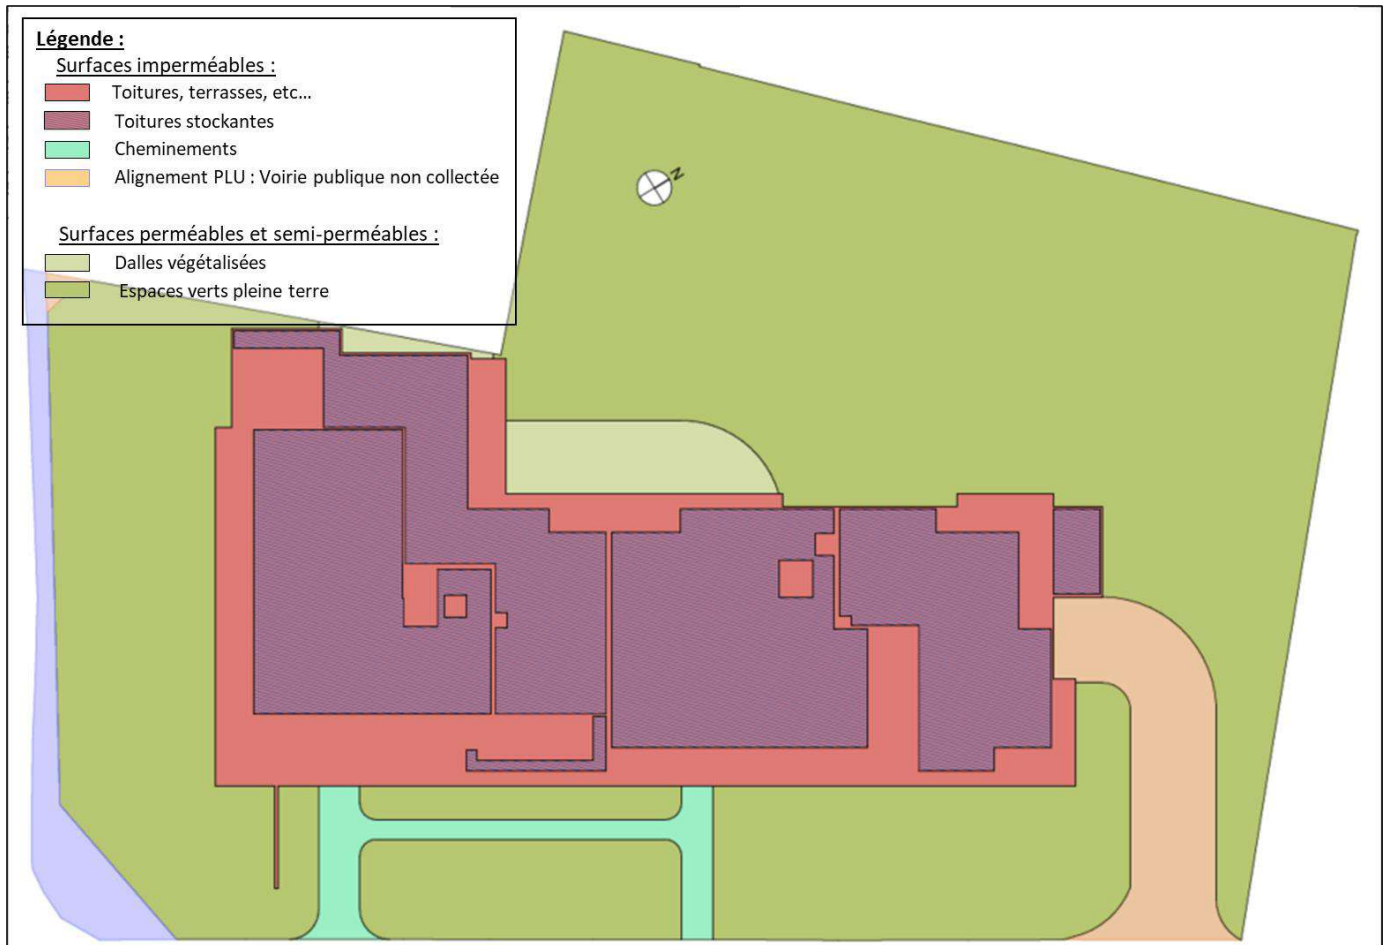 Légende :
Surfaces imperméables :
Toitures, terrasses, etc...
Toitures stockantes
Cheminements
Alignement PLU : Voirie publique non collectée
Surfaces perméables et semi-perméables :
Dalles végétalisées
Espaces verts pleine terre
N